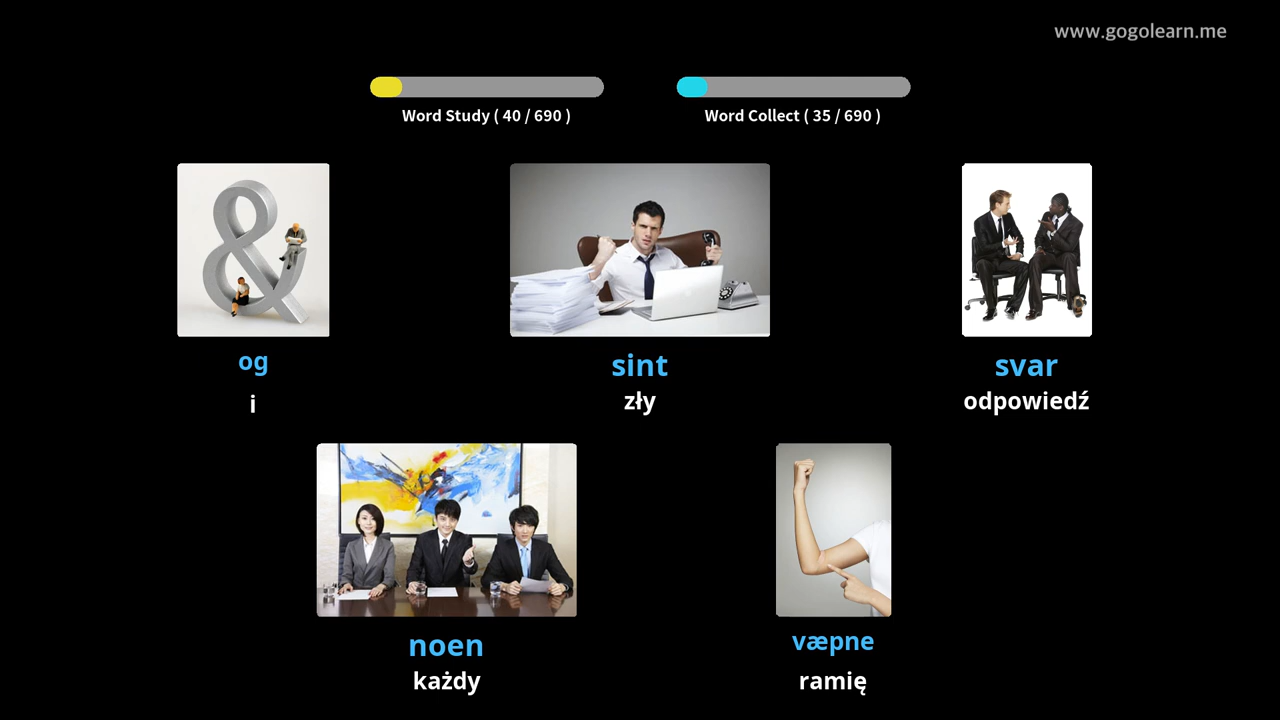 www.gogolearn.me
Word Study ( 40 / 690 )
Word Collect ( 35 / 690 )
&
og
i
sint
zły
svar
odpowiedź
noen
każdy
væpne
ramię